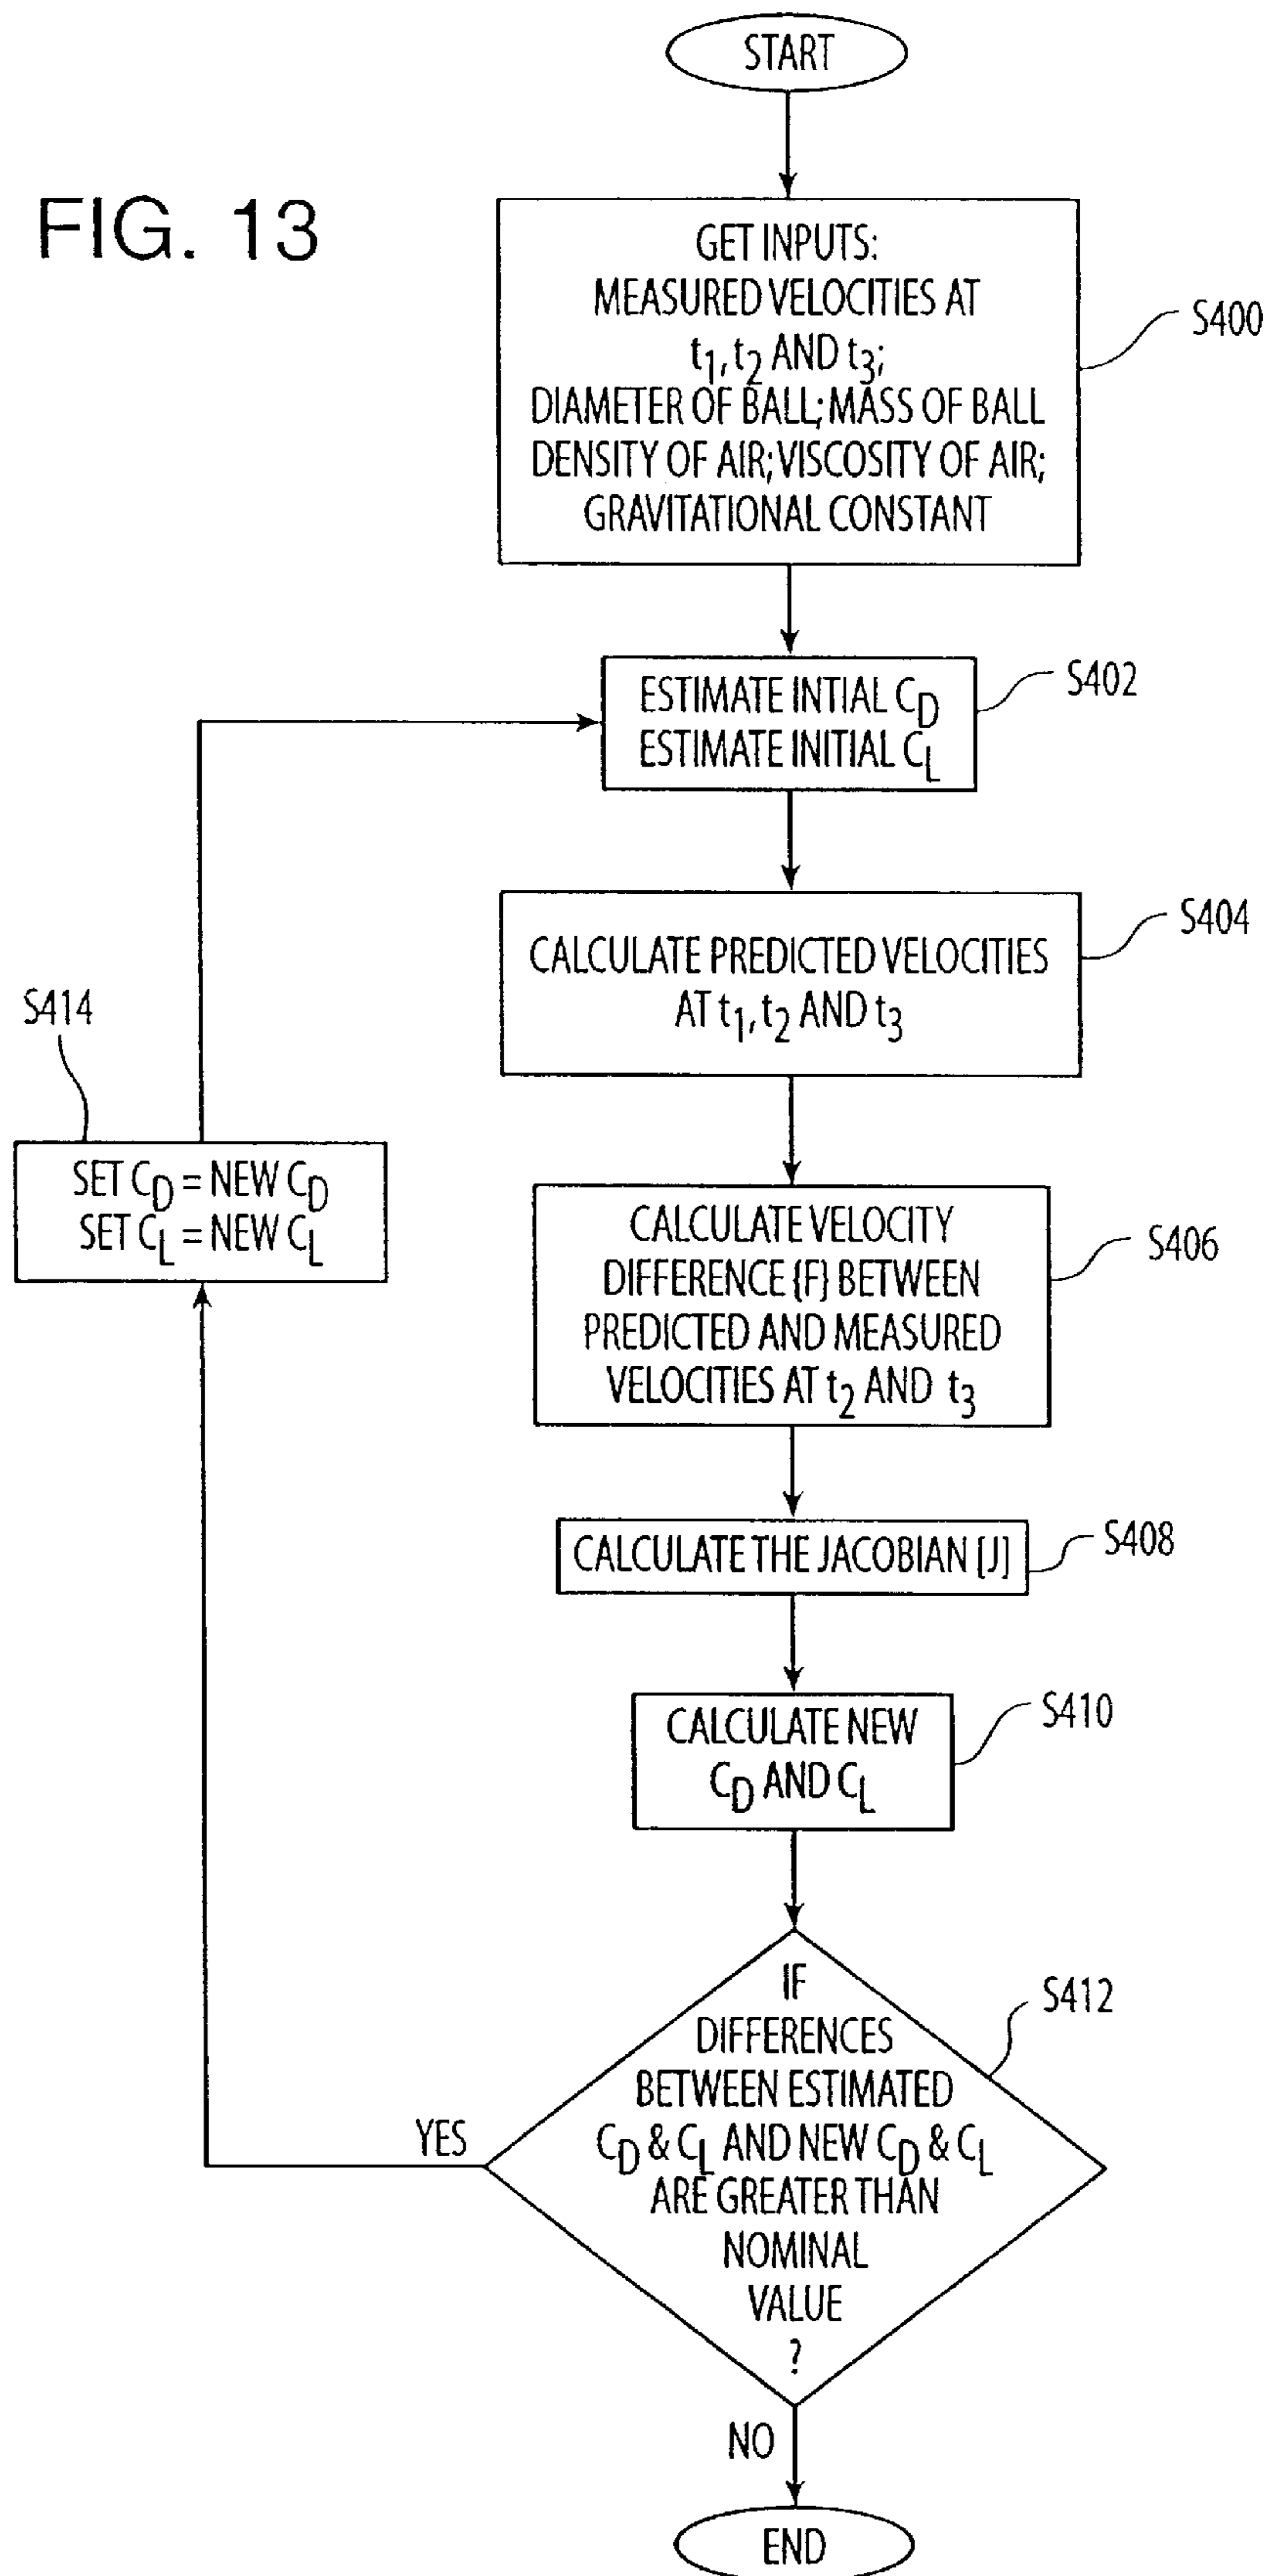 START
FIG. 13
GET INPUTS:
MEASURED VELOCITIES AT
t1, t2 AND t3;
DIAMETER OF BALL; MASS OF BALL
DENSITY OF AIR; VISCOSITY OF AIR;
GRAVITATIONAL CONSTANT
S400
ESTIMATE INTIAL CD
ESTIMATE INITIAL CL
S402
CALCULATE PREDICTED VELOCITIES
AT t1, t2 AND t3
S404
S414
SET CD = NEW CD
SET CL = NEW CL
CALCULATE VELOCITY
DIFFERENCE {F} BETWEEN
PREDICTED AND MEASURED
VELOCITIES AT t2 AND t3
S406
CALCULATE THE JACOBIAN [J]
S408
CALCULATE NEW
CD AND CL
S410
IF
DIFFERENCES
BETWEEN ESTIMATED
CD & CL AND NEW CD & CL
ARE GREATER THAN
NOMINAL
VALUE
?
S412
YES
NO
END